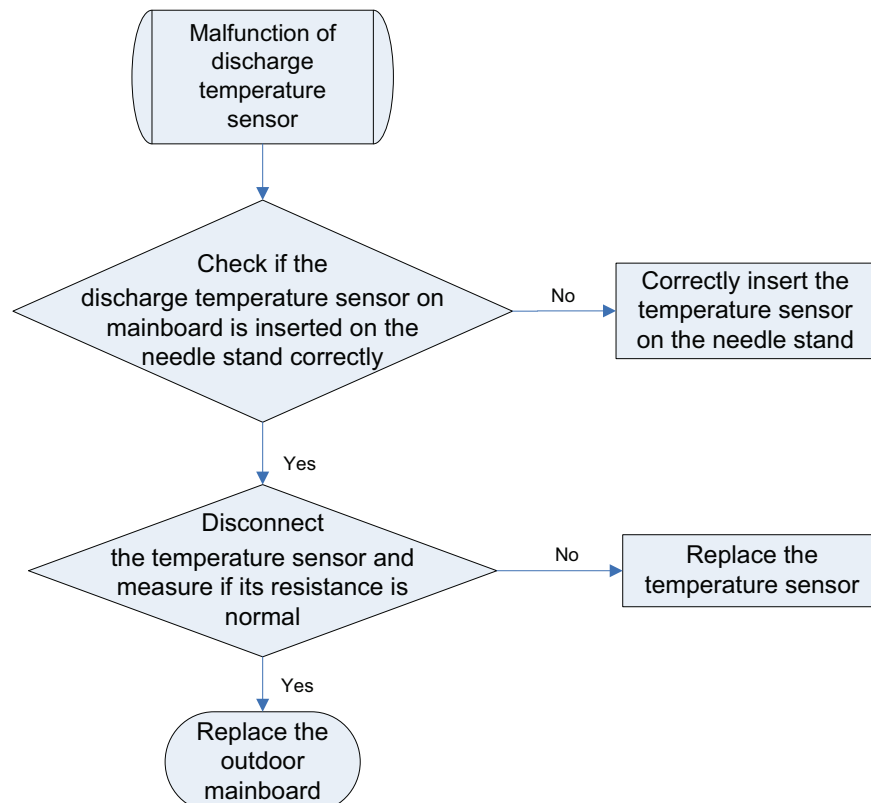 Malfunction of
discharge
temperature
sensor
Check if the
discharge temperature sensor on
mainboard is inserted on the
needle stand correctly
No
Correctly insert the
temperature sensor
on the needle stand
Yes
Disconnect
the temperature sensor and
measure if its resistance is
normal
No
Replace the
temperature sensor
Yes
Replace the
outdoor
mainboard